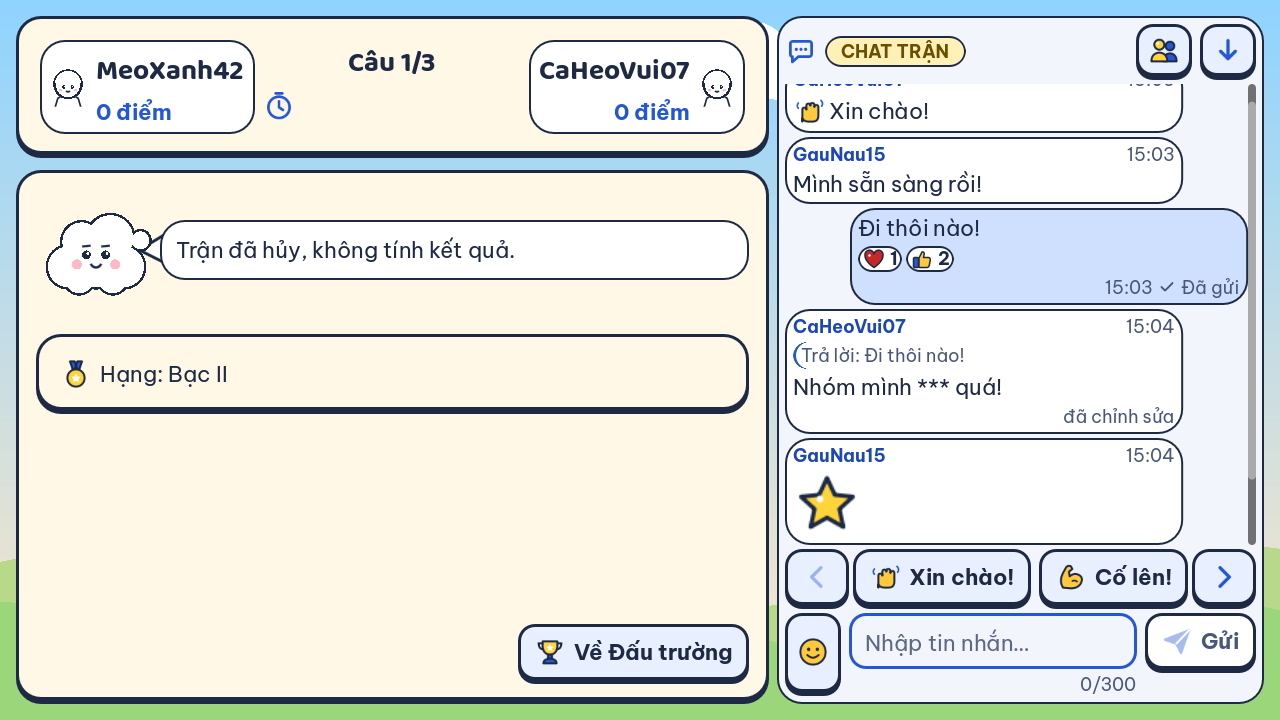 MeoXanh42
0 điểm
Câu 1/3
CaHeoVui07
0 điểm
Trận đã hủy, không tính kết quả.
Hạng: Bạc II
Về Đấu trường
CHAT TRẬN
Xin chào!
GauNau15 15:03
Mình sẵn sàng rồi!
Đi thôi nào!
1 2
15:03 ✓ Đã gửi
CaHeoVui07 15:04
Trả lời: Đi thôi nào!
Nhóm mình *** quá!
đã chỉnh sửa
GauNau15 15:04
Xin chào! Cố lên!
Nhập tin nhắn...
Gửi
0/300